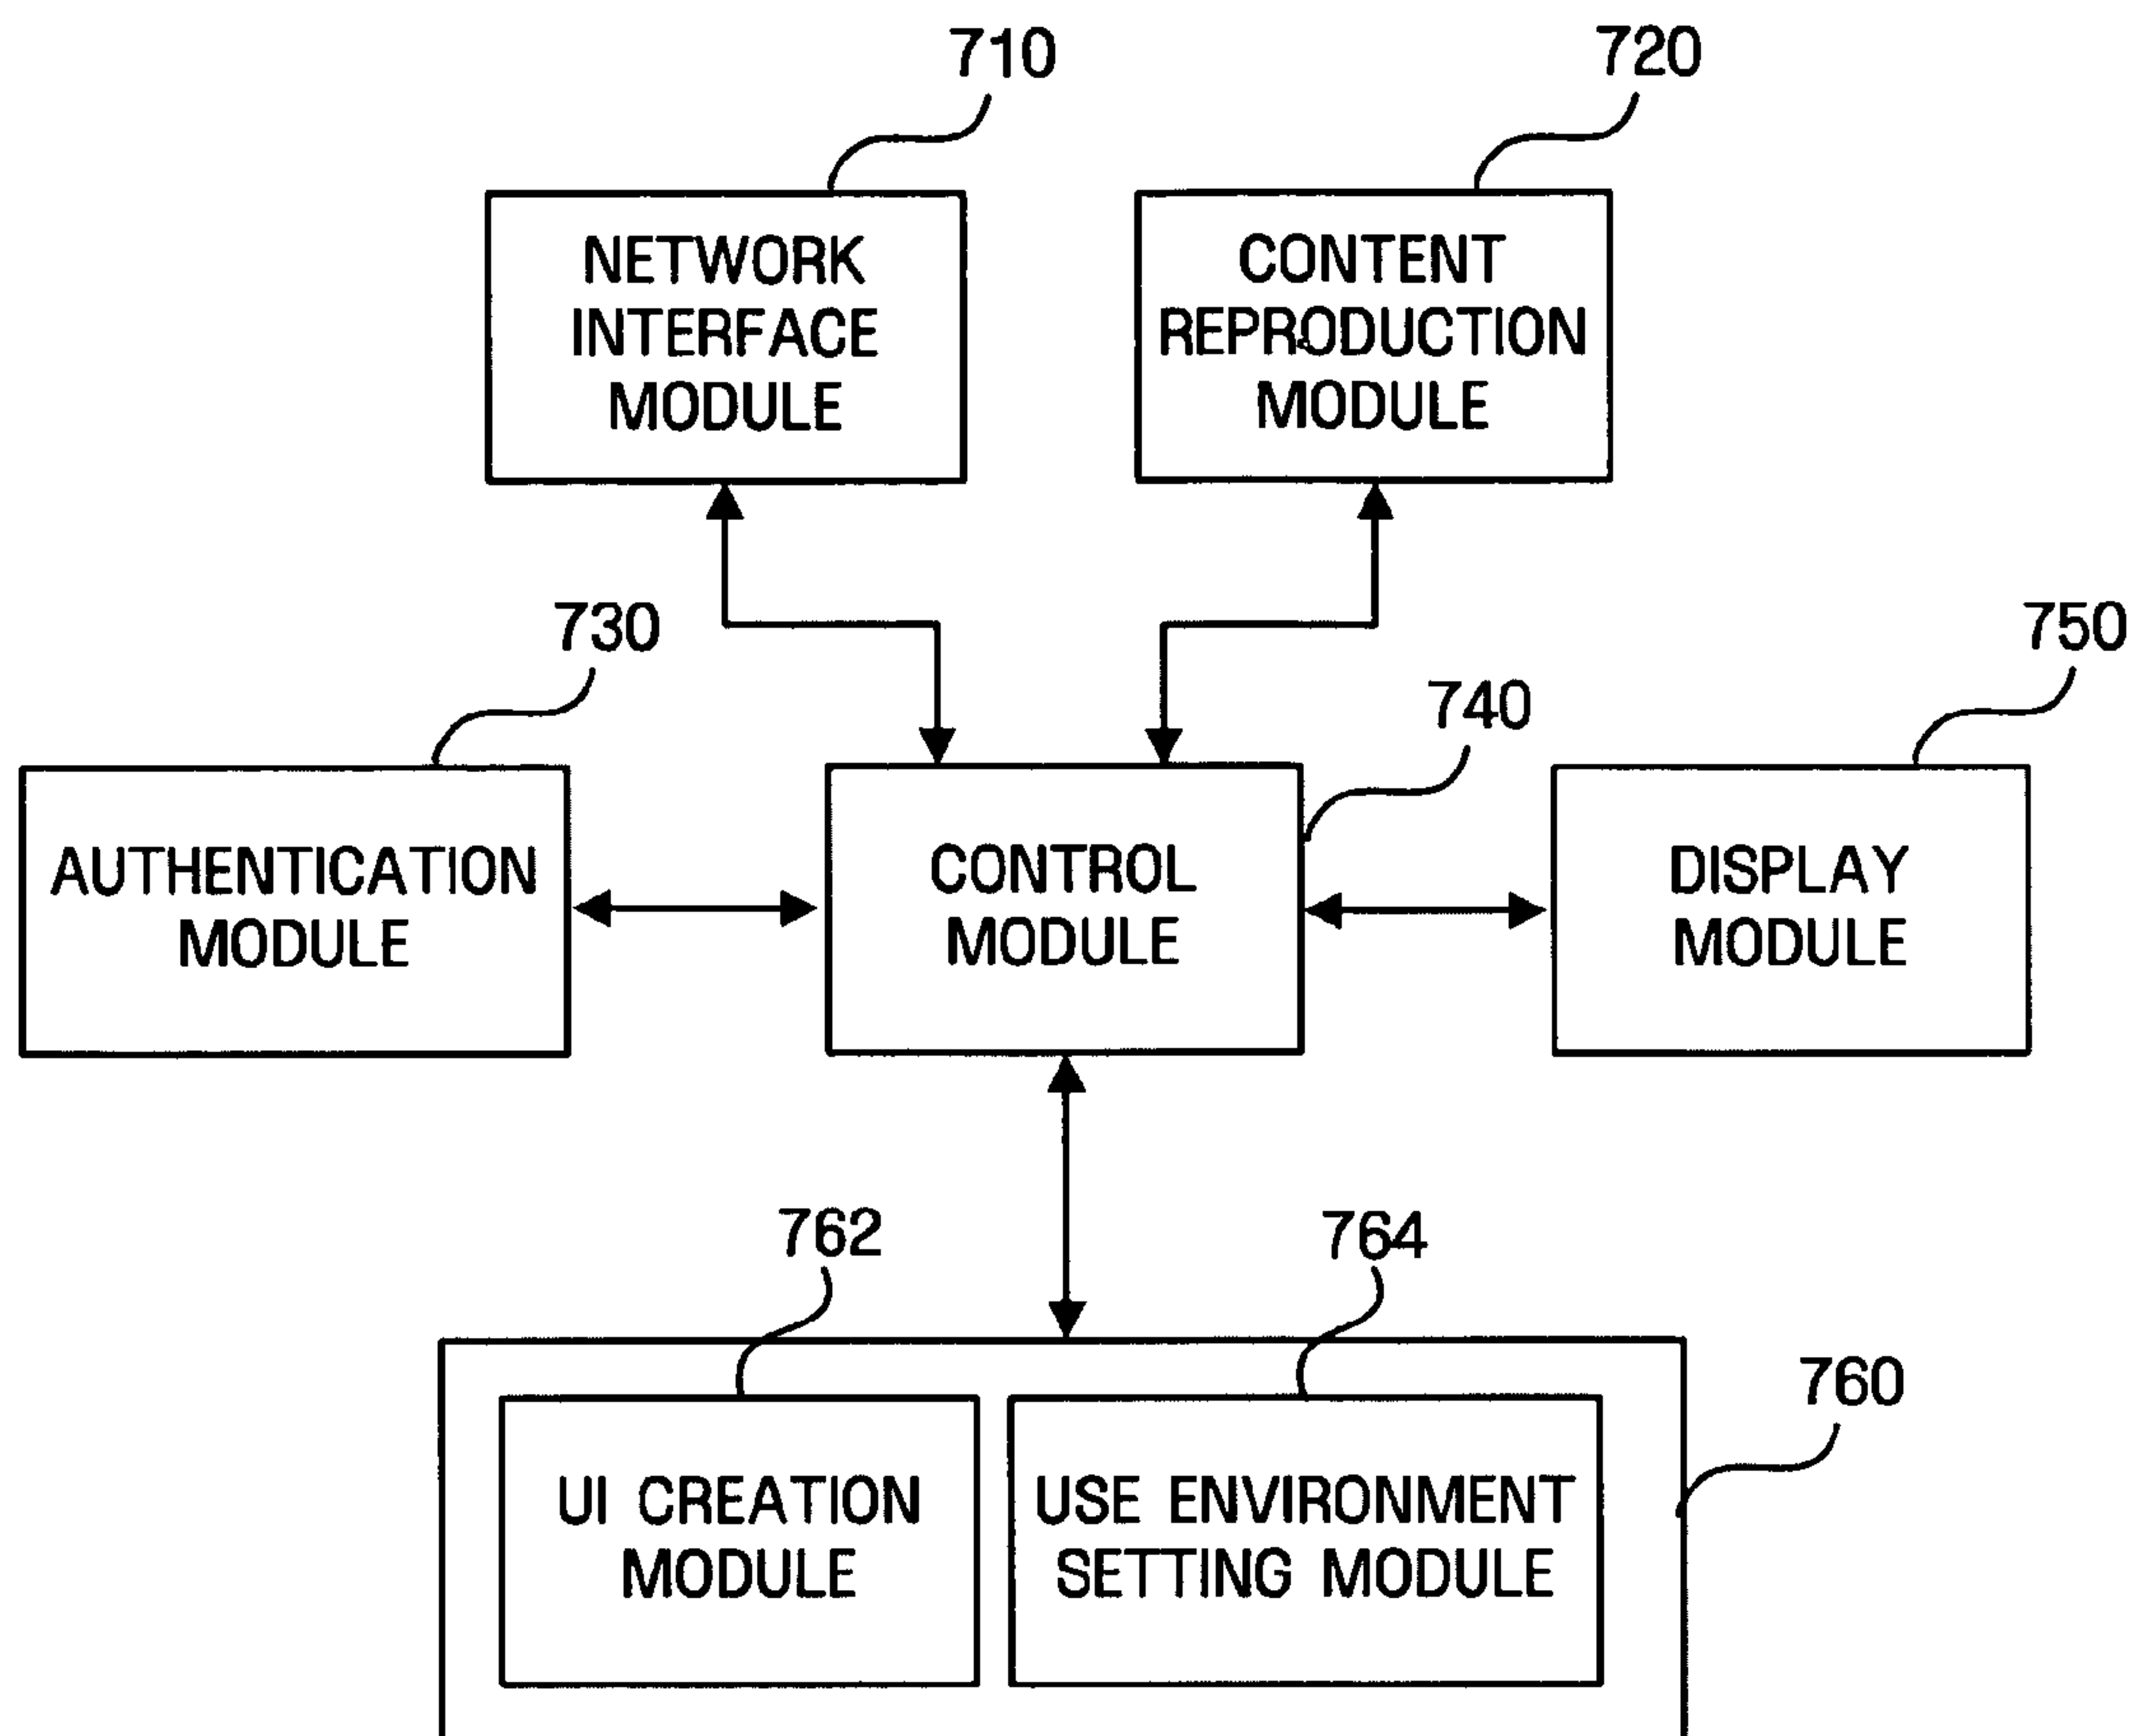 710
720
NETWORK
INTERFACE
MODULE
CONTENT
REPRODUCTION
MODULE
730
740
750
AUTHENTICATION
MODULE
CONTROL
MODULE
DISPLAY
MODULE
762
764
760
UI CREATION
MODULE
USE ENVIRONMENT
SETTING MODULE